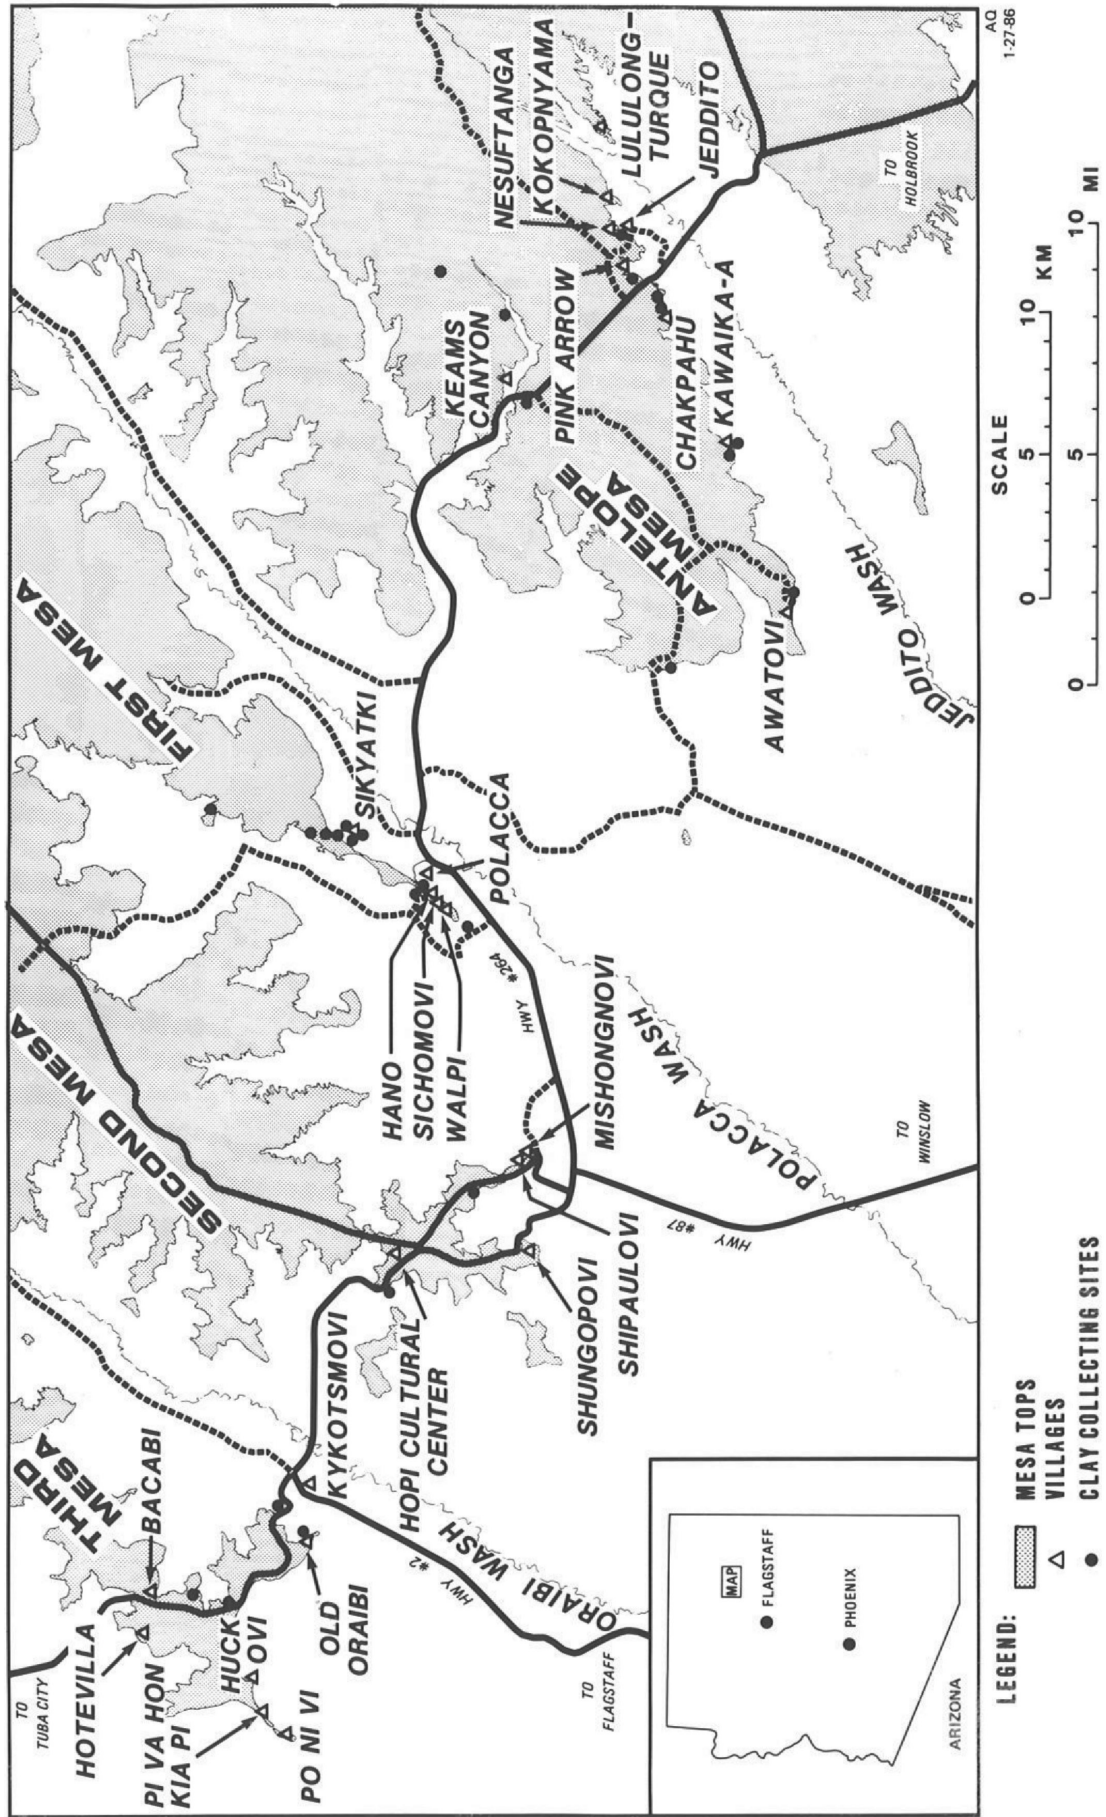 TO
TUBA CITY
HOTEVILLA
BACABI
THIRD
MESA
PI VA HON
KIA PI
HUCK
OVI
PO NI VI
OLD
ORAIBI
KYKOTSMOVI
HOPI CULTURAL
CENTER
HWY #2
ORAIBI WASH
TO
FLAGSTAFF
SECOND MESA
SHUNGOPOVI
SHIPAULOVI
MISHONGNOVI
HWY #87
TO
WINSLOW
POLACCA WASH
HWY #264
HANO
SICHOMOVI
WALPI
POLACCA
SIKYATKI
FIRST MESA
KEAMS
CANYON
ANTELOPE
MESA
AWATOVI
JEDDITO WASH
KAWAIKA-A
CHAKPAHU
PINK ARROW
NESUFTANGA
KOKOPNYAMA
LULULONG-
TURQUE
JEDDITO
TO
HOLBROOK
MAP
FLAGSTAFF
PHOENIX
ARIZONA
LEGEND:
MESA TOPS
VILLAGES
CLAY COLLECTING SITES
SCALE
0 5 10 KM
0 5 10 MI
AQ
1-27-86